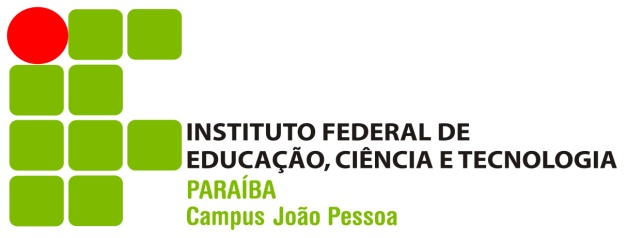 INSTITUTO FEDERAL DE
EDUCAÇÃO, CIÊNCIA E TECNOLOGIA
PARAÍBA
Campus João Pessoa